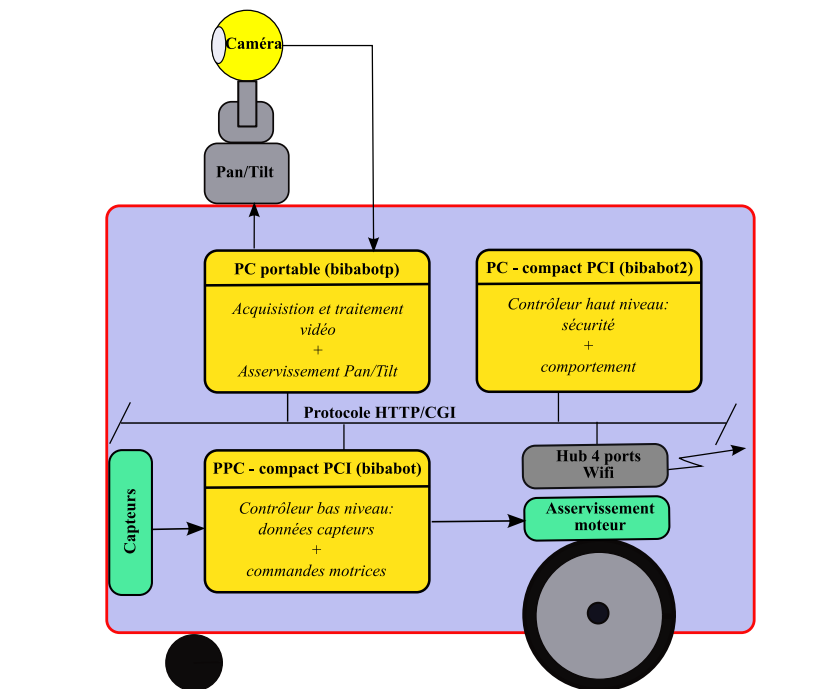 Caméra
Pan/Tilt
PC portable (bibabotp)
Acquisistion et traitement
vidéo
+
Asservissement Pan/Tilt
PC - compact PCI (bibabot2)
Contrôleur haut niveau:
sécurité
+
comportement
Protocole HTTP/CGI
Capteurs
PPC - compact PCI (bibabot)
Contrôleur bas niveau:
données capteurs
+
commandes motrices
Hub 4 ports
Wifi
Asservissement
moteur